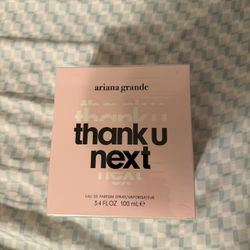 ariana grande
thank u
next
EAU DE PARFUM SPRAY/VAPORISATEUR
3.4 FL OZ 100 mL ℮